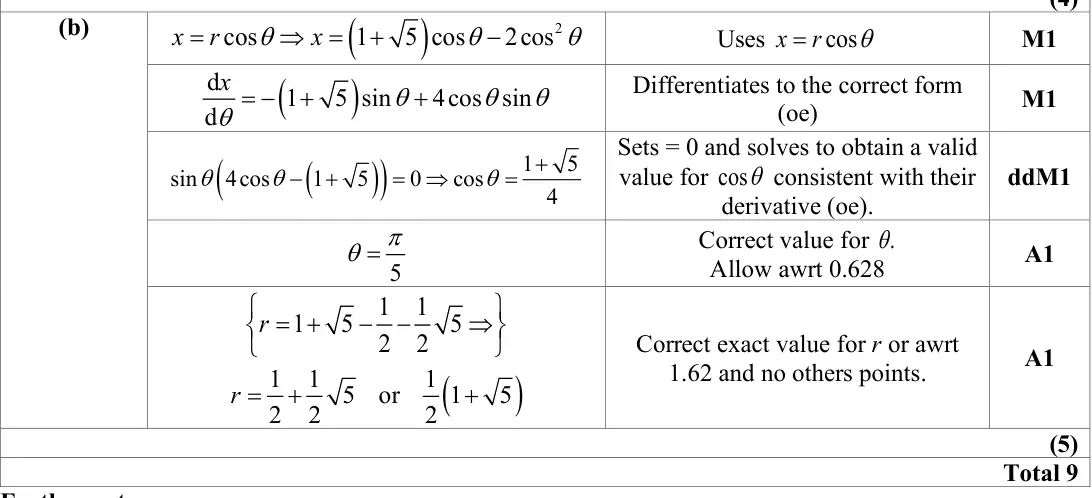 (4)
(b) x = r cos θ ⇒ x = (1 + √5) cos θ − 2cos² θ Uses x = r cos θ M1
dx/dθ = −(1 + √5) sin θ + 4 cos θ sin θ Differentiates to the correct form (oe) M1
sin θ (4 cos θ − (1 + √5)) = 0 ⇒ cos θ = (1 + √5)/4 Sets = 0 and solves to obtain a valid value for cos θ consistent with their derivative (oe). ddM1
θ = π/5 Correct value for θ. Allow awrt 0.628 A1
{r = 1 + √5 − 1/2 − 1/2 √5 ⇒}
r = 1/2 + 1/2 √5 or 1/2 (1 + √5) Correct exact value for r or awrt 1.62 and no others points. A1
(5)
Total 9